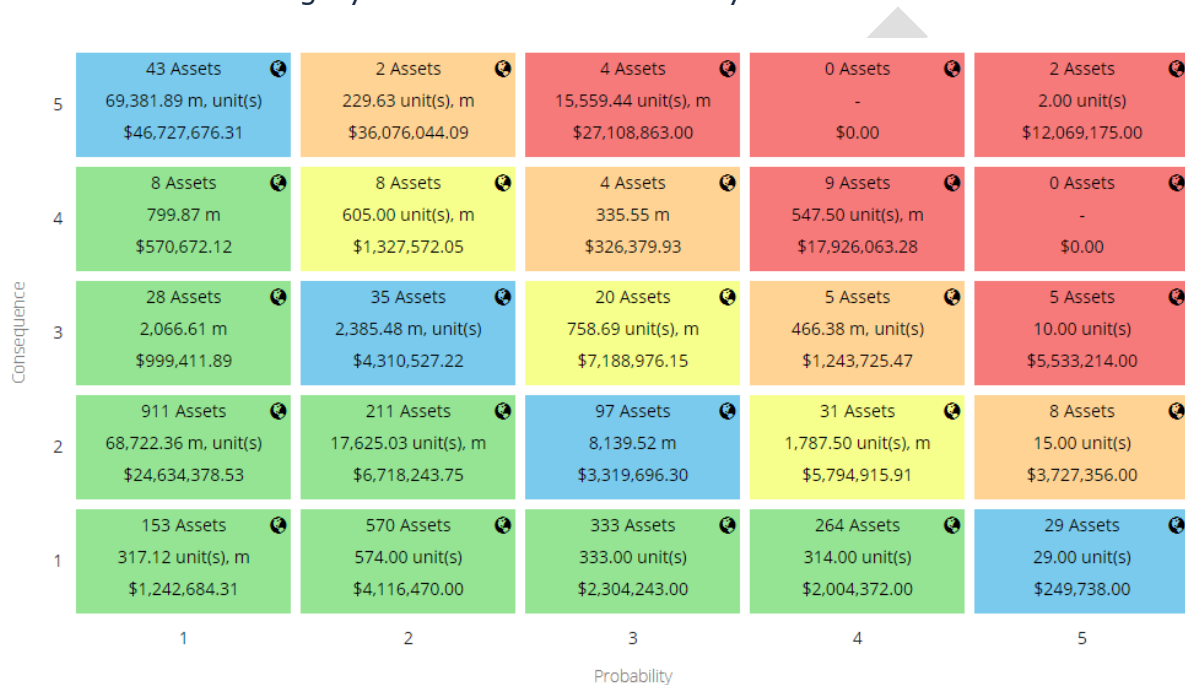 43 Assets 2 Assets 4 Assets 0 Assets 2 Assets
5 69,381.89 m, unit(s) 229.63 unit(s), m 15,559.44 unit(s), m - 2.00 unit(s)
$46,727,676.31 $36,076,044.09 $27,108,863.00 $0.00 $12,069,175.00
8 Assets 8 Assets 4 Assets 9 Assets 0 Assets
4 799.87 m 605.00 unit(s), m 335.55 m 547.50 unit(s), m -
$570,672.12 $1,327,572.05 $326,379.93 $17,926,063.28 $0.00
Consequence
28 Assets 35 Assets 20 Assets 5 Assets 5 Assets
3 2,066.61 m 2,385.48 m, unit(s) 758.69 unit(s), m 466.38 m, unit(s) 10.00 unit(s)
$999,411.89 $4,310,527.22 $7,188,976.15 $1,243,725.47 $5,533,214.00
911 Assets 211 Assets 97 Assets 31 Assets 8 Assets
2 68,722.36 m, unit(s) 17,625.03 unit(s), m 8,139.52 m 1,787.50 unit(s), m 15.00 unit(s)
$24,634,378.53 $6,718,243.75 $3,319,696.30 $5,794,915.91 $3,727,356.00
153 Assets 570 Assets 333 Assets 264 Assets 29 Assets
1 317.12 unit(s), m 574.00 unit(s) 333.00 unit(s) 314.00 unit(s) 29.00 unit(s)
$1,242,684.31 $4,116,470.00 $2,304,243.00 $2,004,372.00 $249,738.00
1 2 3 4 5
Probability